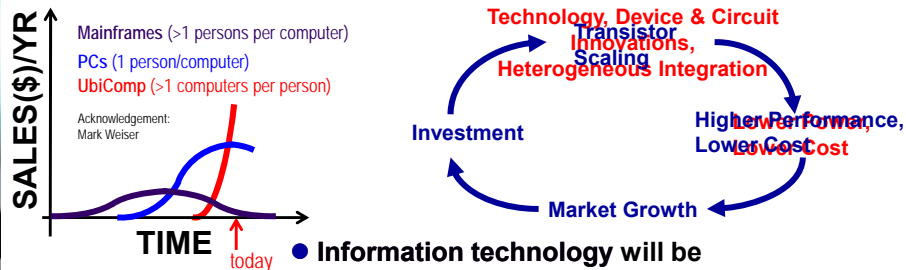 SALES($)/YR
Mainframes (>1 persons per computer)
PCs (1 person/computer)
UbiComp (>1 computers per person)
Acknowledgement:
Mark Weiser
TIME
today
Technology, Device & Circuit
Innovations,
Heterogeneous Integration
Transistor
Scaling
Higher Performance,
Lower Cost
Lower Power,
Lower Cost
Investment
Market Growth
● Information technology will be